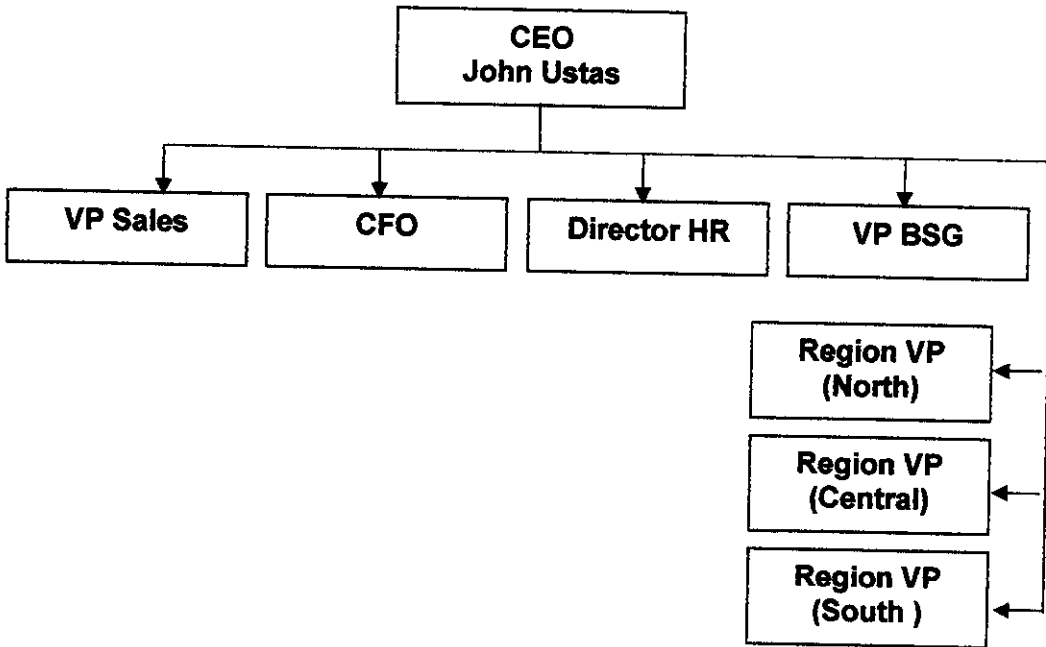 CEO
John Ustas
VP Sales
CFO
Director HR
VP BSG
Region VP
(North)
Region VP
(Central)
Region VP
(South )